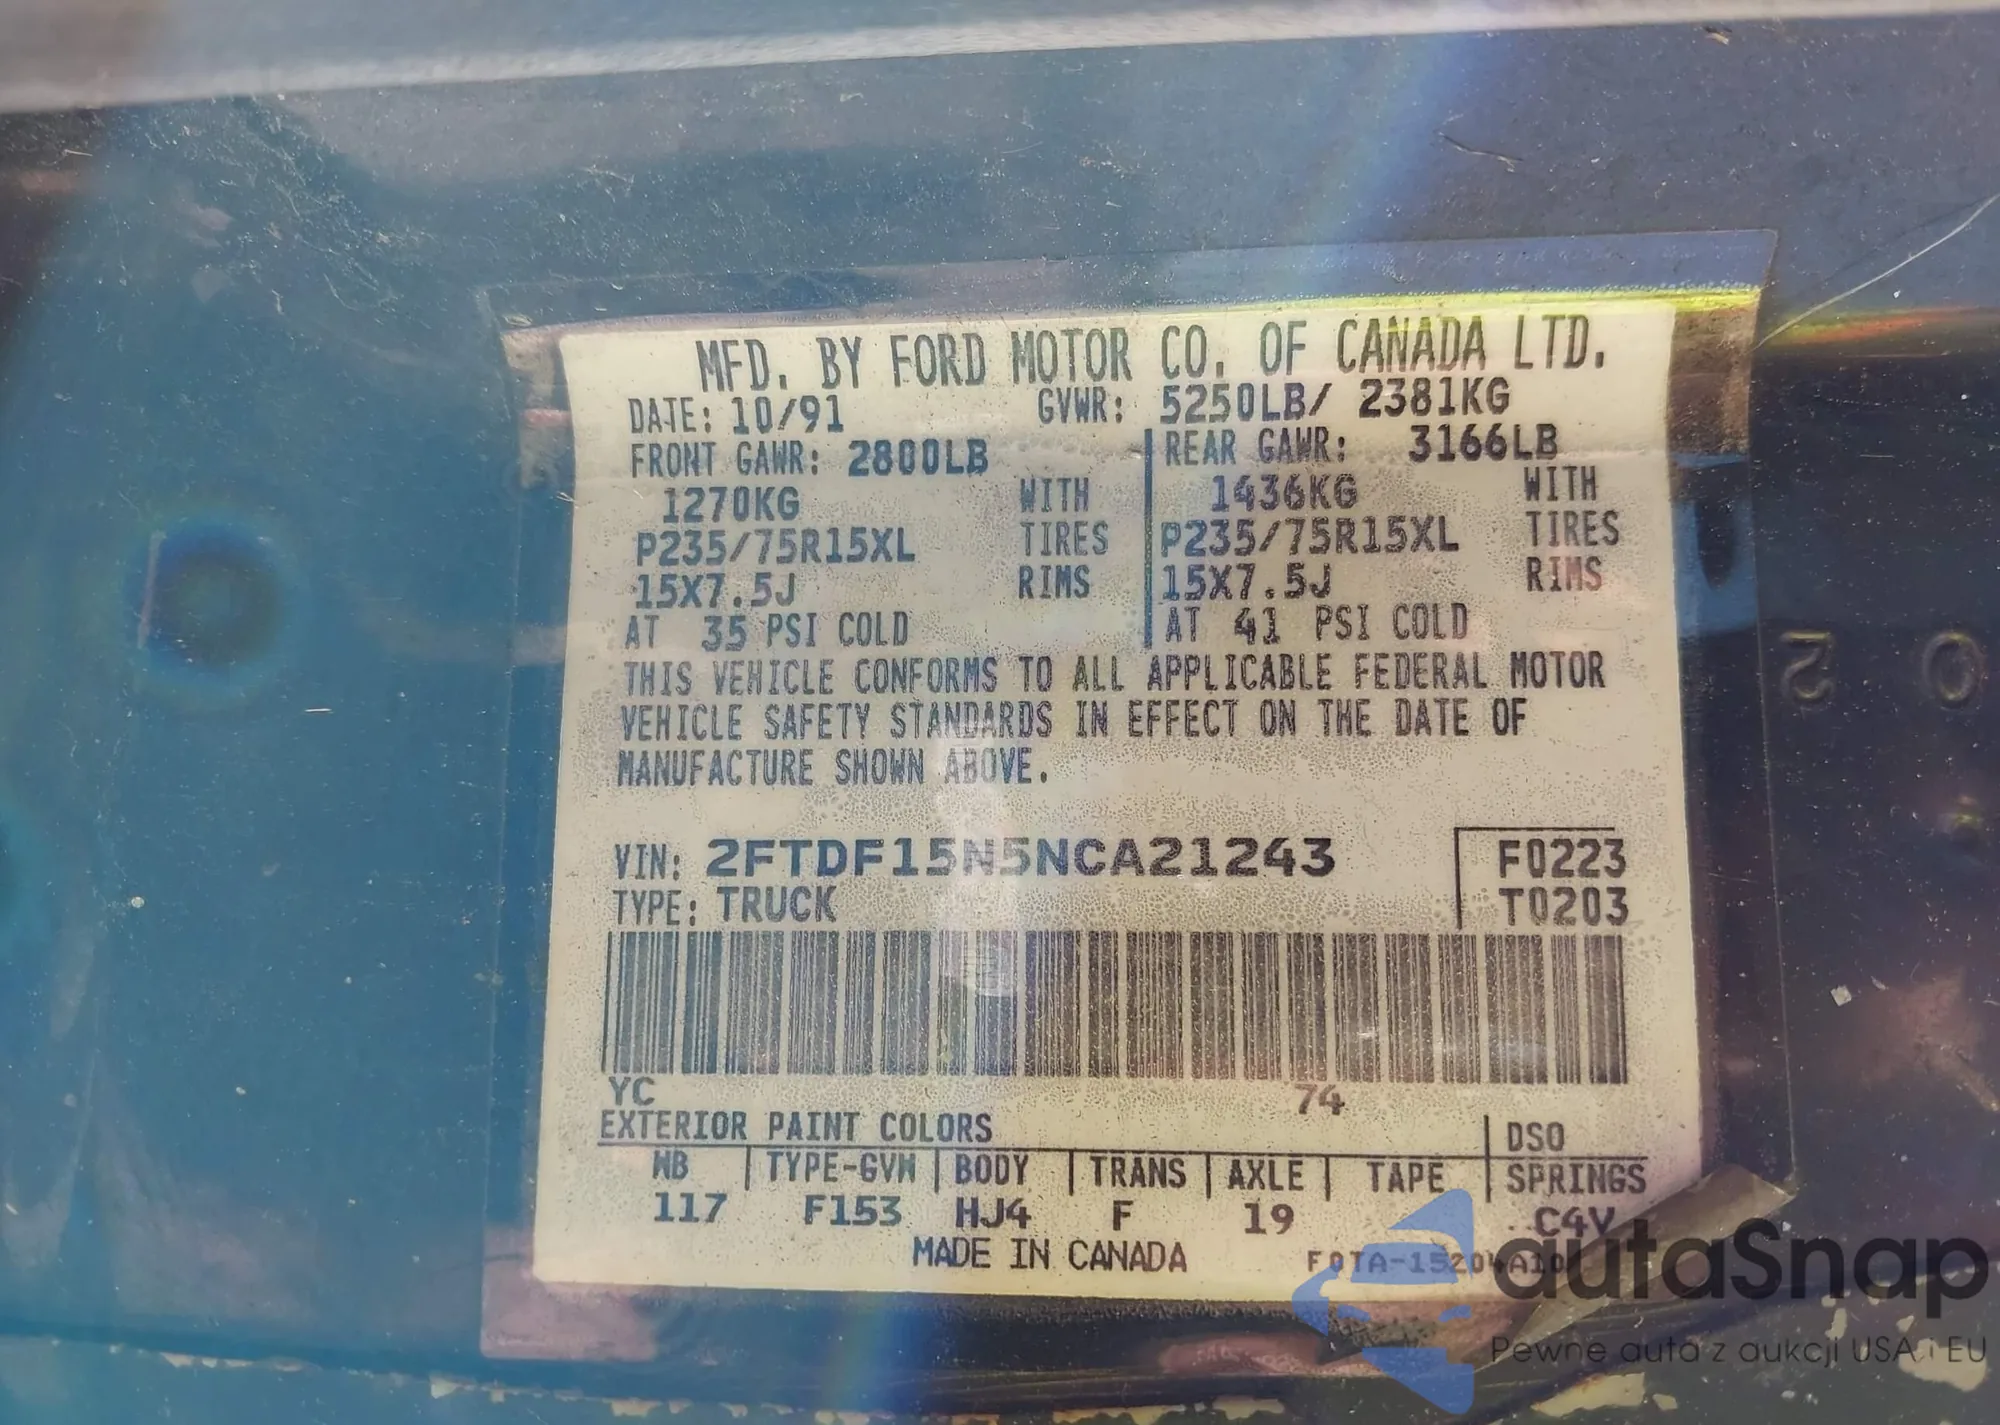 MFD. BY FORD MOTOR CO. OF CANADA LTD.
DATE: 10/91 GVWR: 5250LB/ 2381KG
FRONT GAWR: 2800LB REAR GAWR: 3166LB
1270KG WITH 1436KG WITH
P235/75R15XL TIRES P235/75R15XL TIRES
15X7.5J RIMS 15X7.5J RIMS
AT 35 PSI COLD AT 41 PSI COLD
THIS VEHICLE CONFORMS TO ALL APPLICABLE FEDERAL MOTOR
VEHICLE SAFETY STANDARDS IN EFFECT ON THE DATE OF
MANUFACTURE SHOWN ABOVE.
VIN: 2FTDF15N5NCA21243 F0223
TYPE: TRUCK T0203
YC 74
EXTERIOR PAINT COLORS DSO
WB TYPE-GVW BODY TRANS AXLE TAPE SPRINGS
117 F153 HJ4 F 19 C4V
MADE IN CANADA F0TA-15204A10
autaSnap
Pewne auta z aukcji USA i EU
20